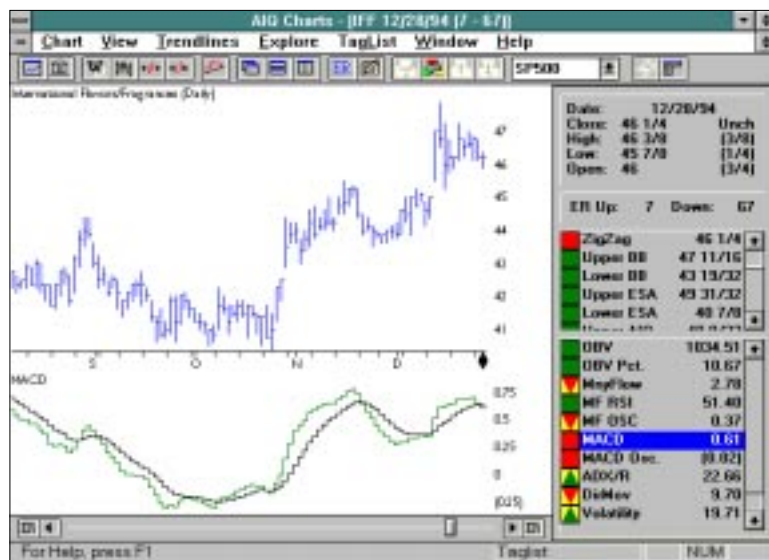 AIQ Charts - [IFF 12/28/94 (7 - 67)]
Chart View Trendlines Explore TagList Window Help
ER SP500
International Flavors/Fragrances (Daily)
47
46
45
44
43
42
41
S O N D
MACD
0.75
0.5
0.25
0
(0.25)
Date: 12/28/94
Close: 46 1/4 Unch
High: 46 3/8 (3/8)
Low: 45 7/8 (1/4)
Open: 46 (3/4)
ER Up: 7 Down: 67
ZigZag 46 1/4
Upper BB 47 11/16
Lower BB 43 19/32
Upper ESA 49 31/32
Lower ESA 40 7/8
Upper AIQ
OBV 1034.51
OBV Pct. 10.67
MnyFlow 2.78
MF RSI 51.40
MF OSC 0.37
MACD 0.61
MACD Osc. (0.02)
ADX/R 22.66
DirMov 9.70
Volatility 19.71
For Help, press F1
Taglist
NUM